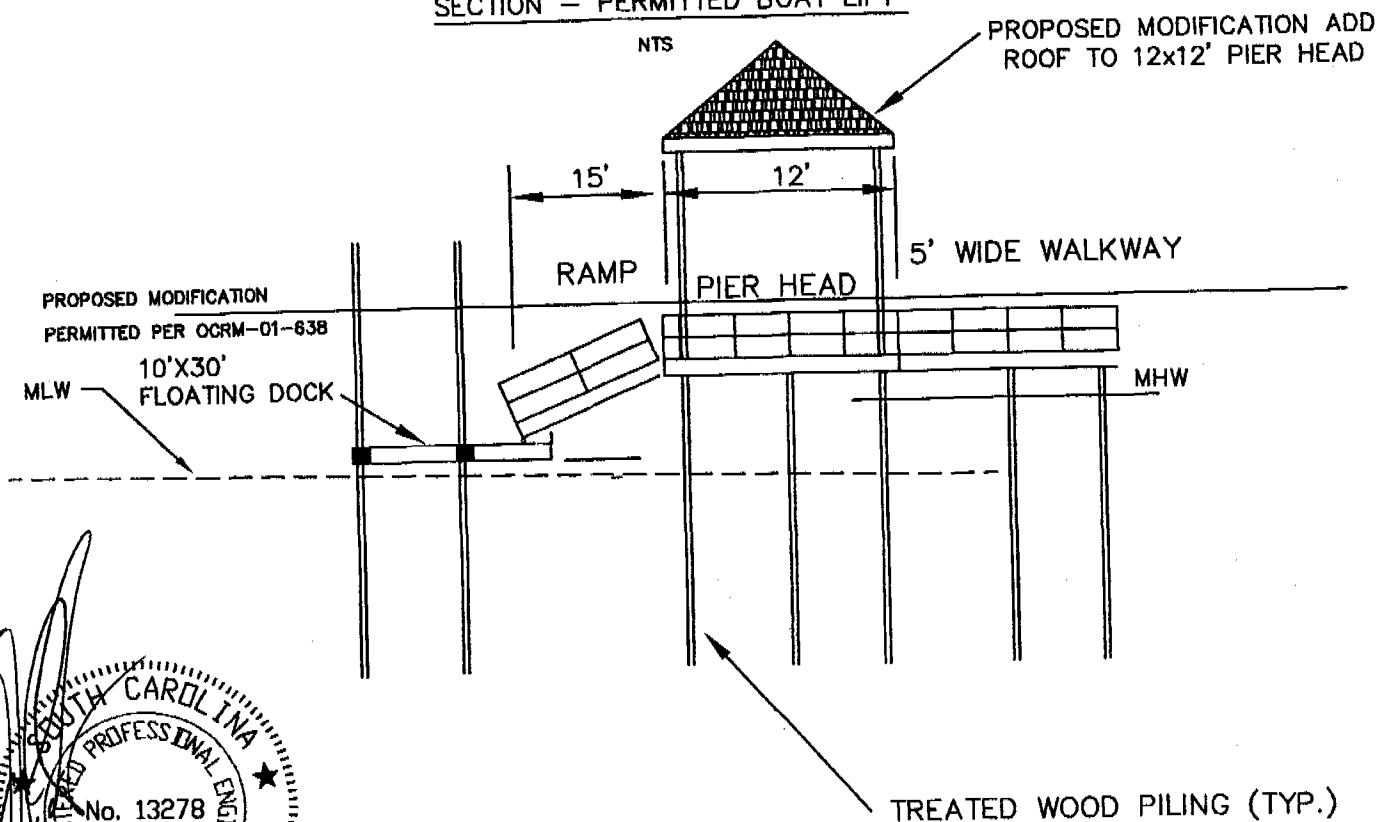 SECTION – PERMITTED BOAT LIFT
NTS
PROPOSED MODIFICATION ADD
ROOF TO 12x12' PIER HEAD
15'
12'
RAMP
PIER HEAD
5' WIDE WALKWAY
PROPOSED MODIFICATION
PERMITTED PER OCRM-01-638
10'X30'
FLOATING DOCK
MLW
MHW
SOUTH CAROLINA
PROFESSIONAL
No. 13278
TREATED WOOD PILING (TYP.)